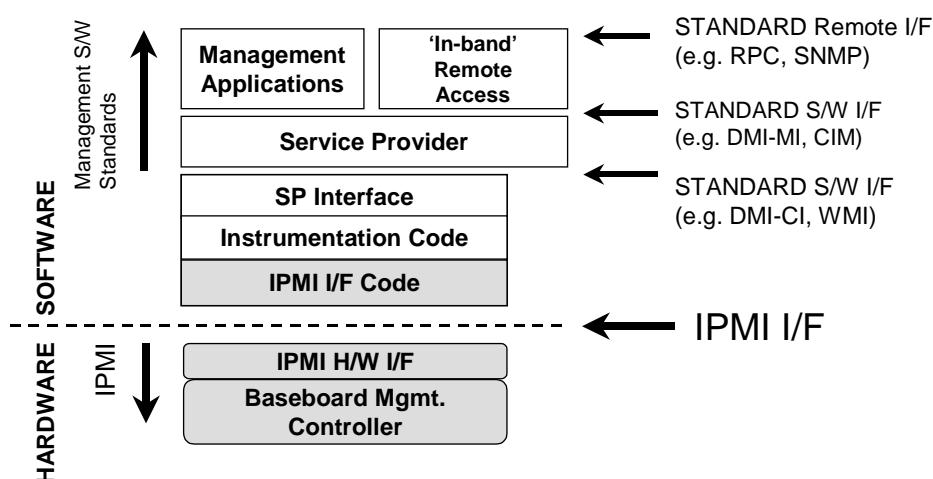 Management S/W
Standards
SOFTWARE
Management
Applications
‘In-band’
Remote
Access
STANDARD Remote I/F
(e.g. RPC, SNMP)
Service Provider
STANDARD S/W I/F
(e.g. DMI-MI, CIM)
SP Interface
STANDARD S/W I/F
(e.g. DMI-CI, WMI)
Instrumentation Code
IPMI I/F Code
IPMI I/F
HARDWARE
IPMI
IPMI H/W I/F
Baseboard Mgmt.
Controller